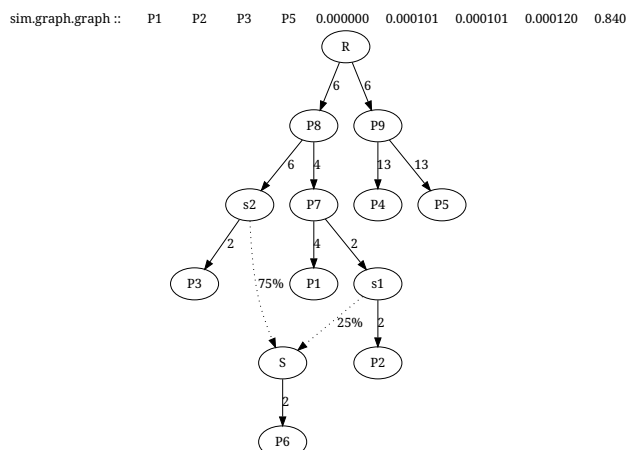 sim.graph.graph :: P1 P2 P3 P5 0.000000 0.000101 0.000101 0.000120 0.840
R
6 6
P8 P9
6 4 13 13
s2 P7 P4 P5
2 4 2
P3 75% P1 s1
25% 2
S P2
2
P6